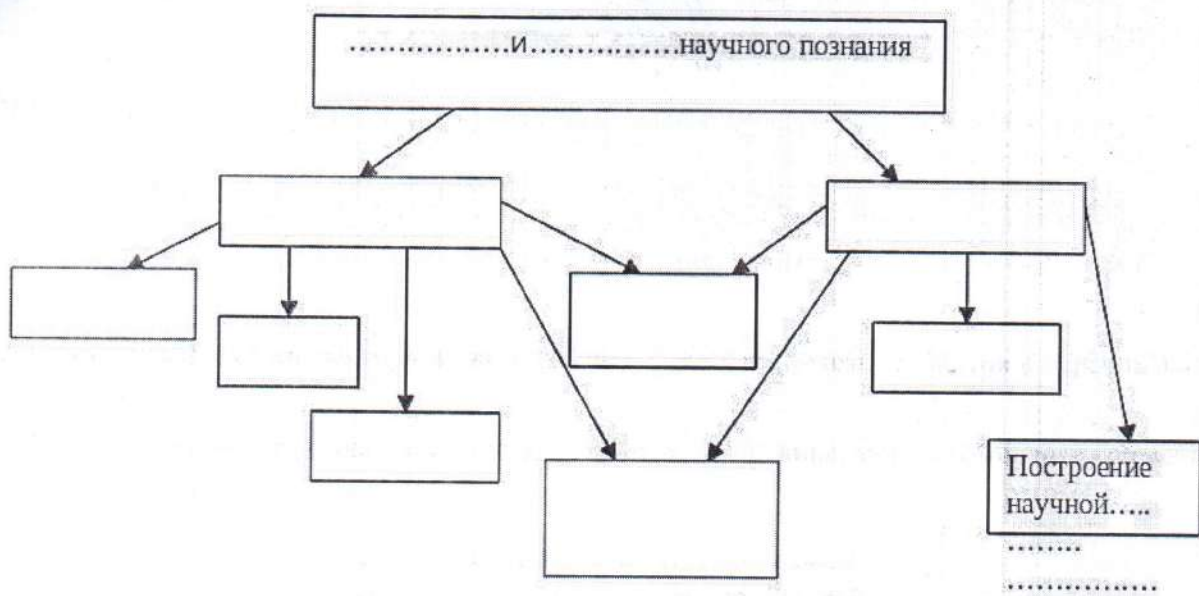 ………………И………………научного познания
Построение
научной…..
……..
……………